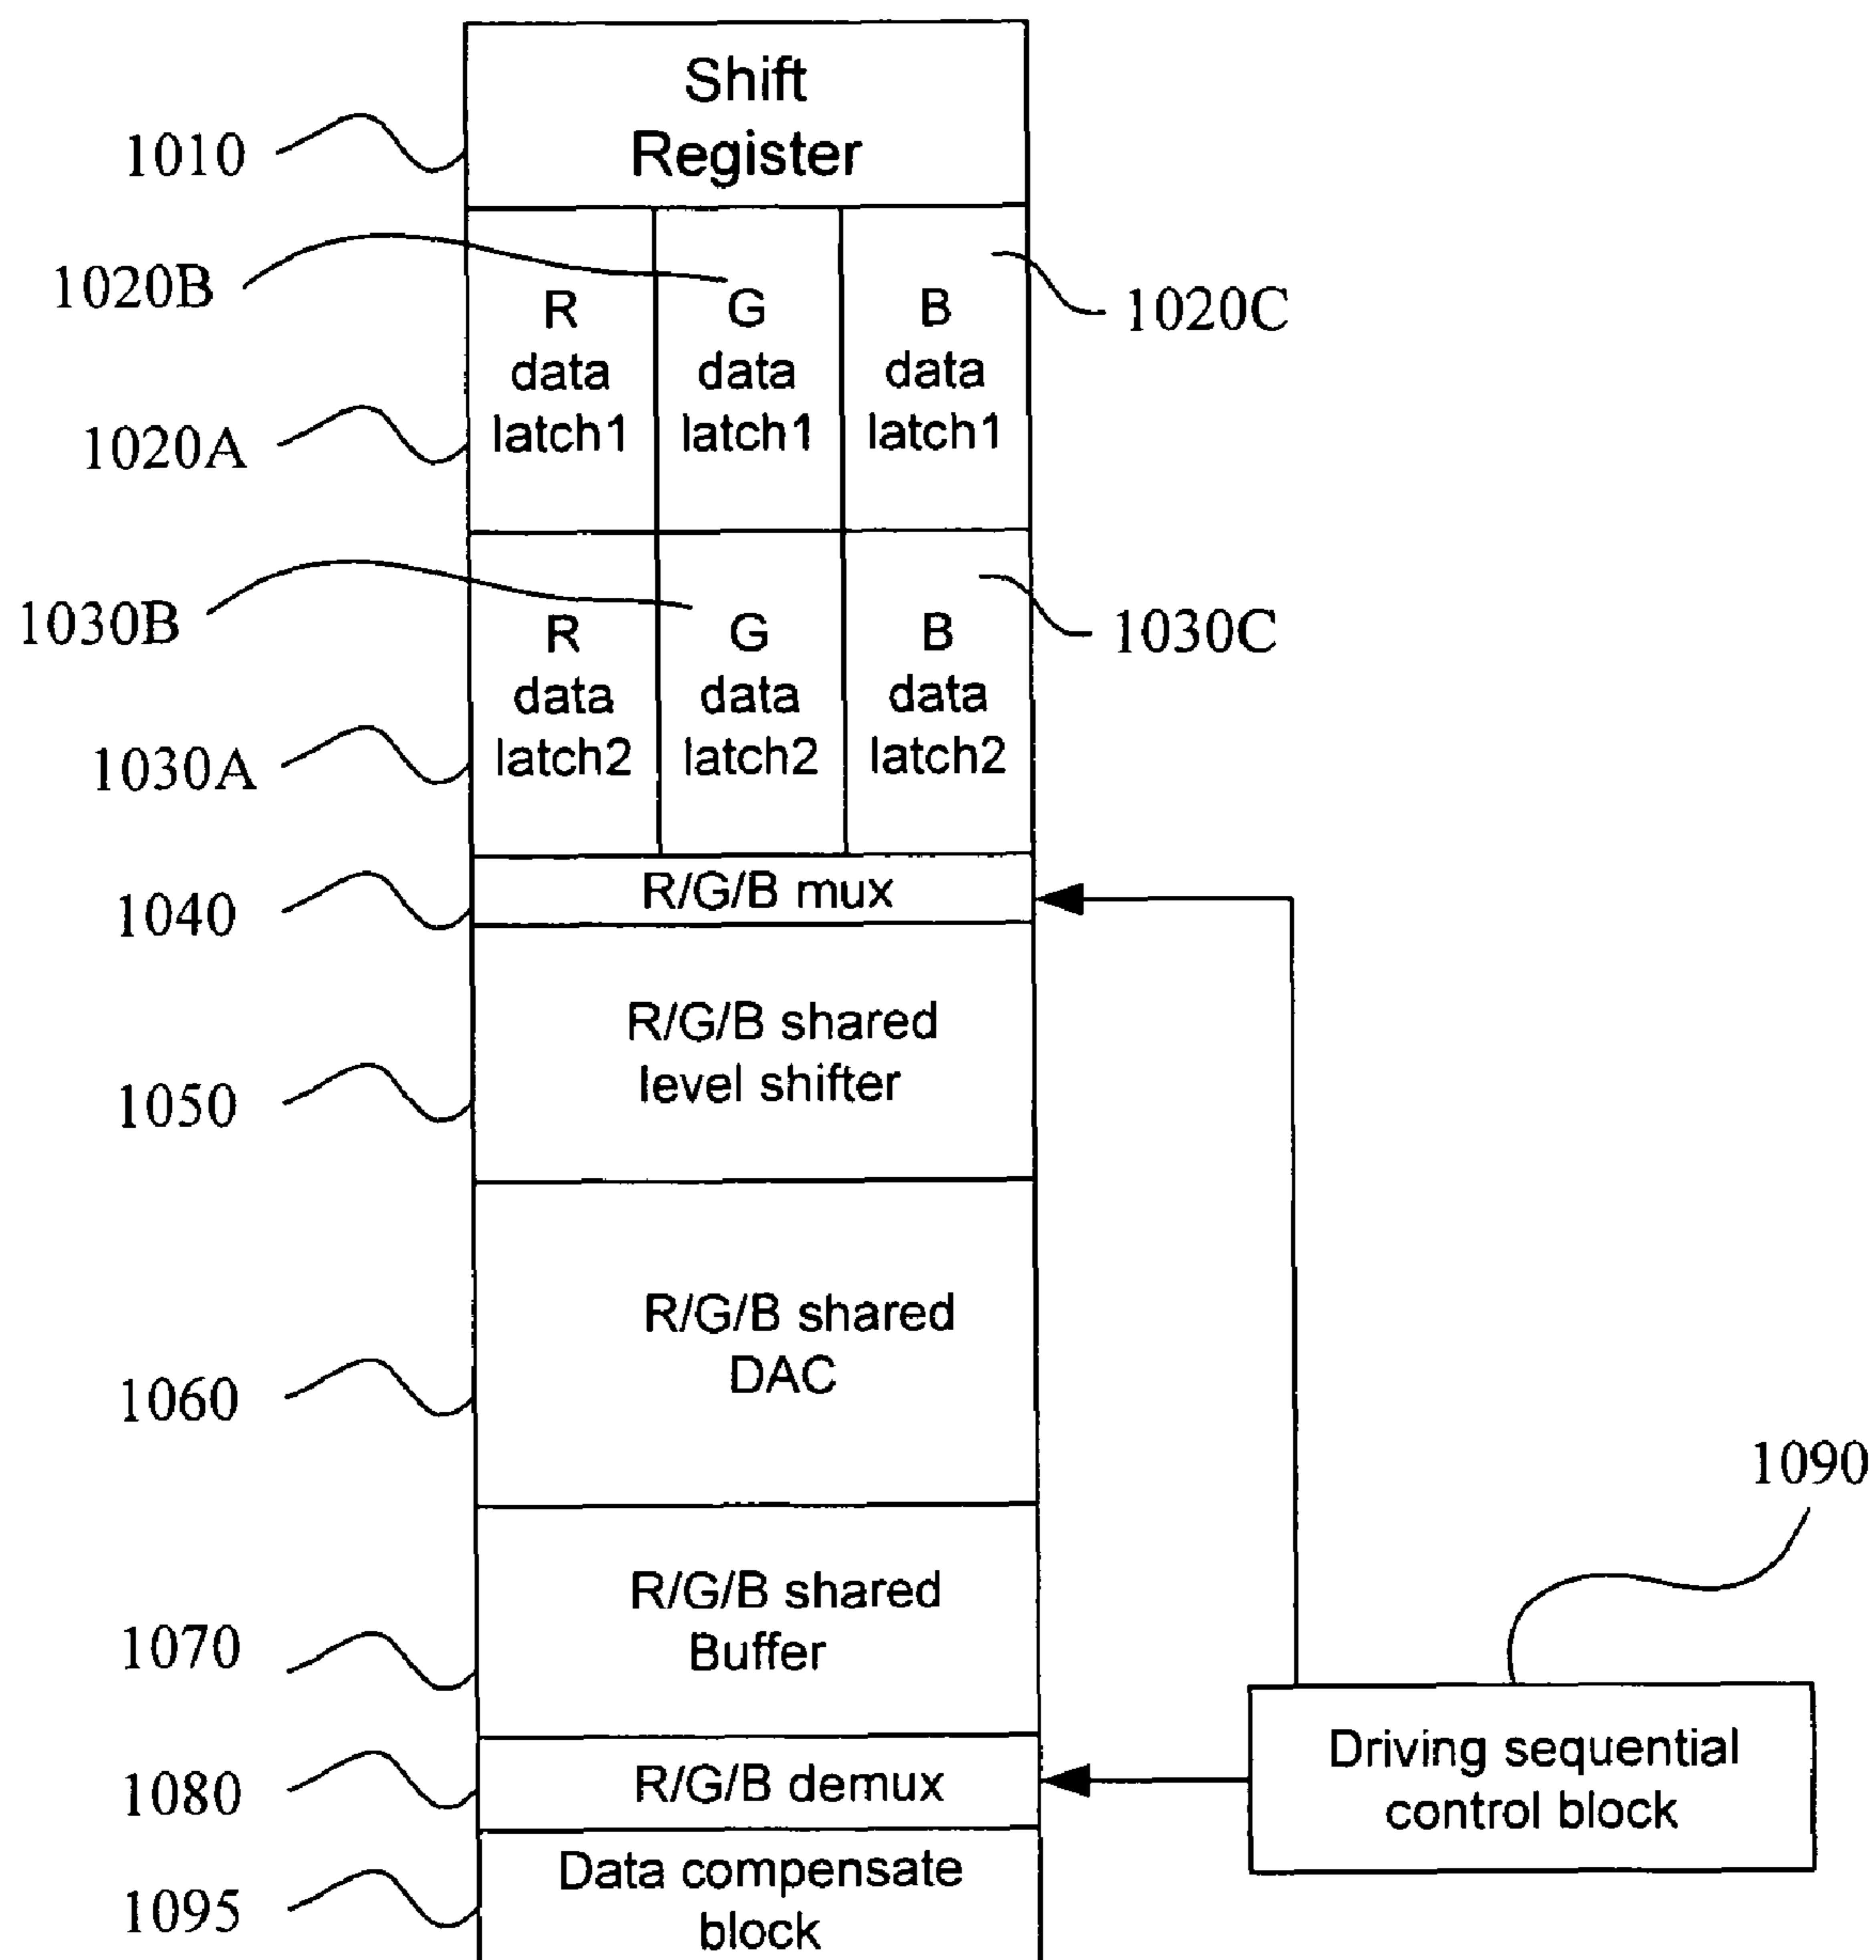 Shift
Register
1010
1020B
1020C
R
data
latch1
G
data
latch1
B
data
latch1
1020A
1030B
1030C
R
data
latch2
G
data
latch2
B
data
latch2
1030A
R/G/B mux
1040
R/G/B shared
level shifter
1050
R/G/B shared
DAC
1060
1090
R/G/B shared
Buffer
1070
Driving sequential
control block
R/G/B demux
1080
Data compensate
block
1095